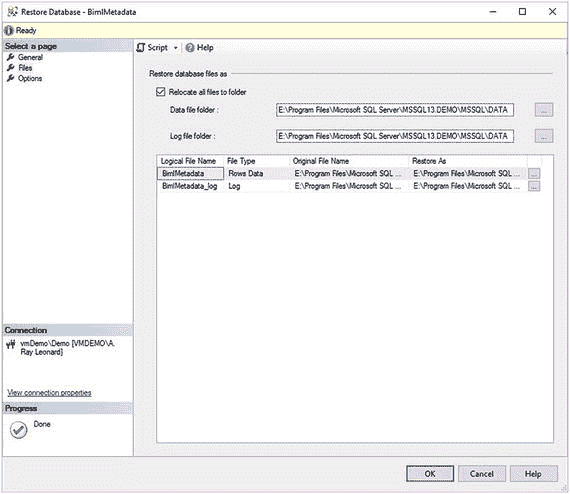 Restore Database - BimlMetadata
Ready
Select a page
General
Files
Options
Script
Help
Restore database files as
Relocate all files to folder
Data file folder :
E:\Program Files\Microsoft SQL Server\MSSQL13.DEMO\MSSQL\DATA
...
Log file folder :
E:\Program Files\Microsoft SQL Server\MSSQL13.DEMO\MSSQL\DATA
...
Logical File Name File Type Original File Name Restore As
BimlMetadata Rows Data E:\Program Files\Microsoft SQL ... E:\Program Files\Microsoft SQL ... ...
BimlMetadata_log Log E:\Program Files\Microsoft SQL ... E:\Program Files\Microsoft SQL ... ...
Connection
vmDemo\Demo [VMDEMO\A.
Ray Leonard]
View connection properties
Progress
Done
OK Cancel Help